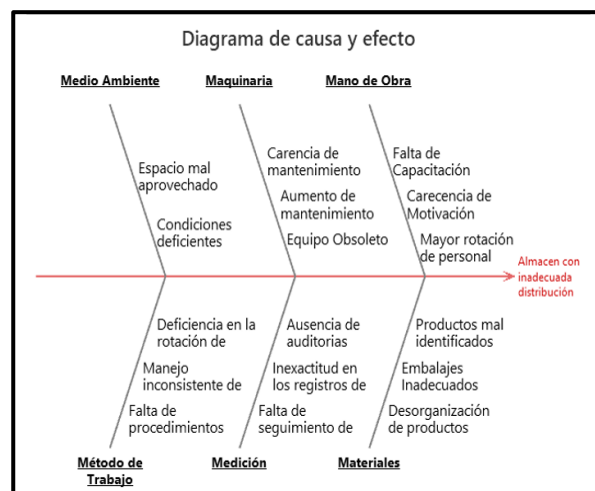 Diagrama de causa y efecto
Medio Ambiente
Maquinaria
Mano de Obra
Espacio mal
aprovechado
Condiciones
deficientes
Carencia de
mantenimiento
Aumento de
mantenimiento
Equipo Obsoleto
Falta de
Capacitación
Carecencia de
Motivación
Mayor rotación
de personal
Almacen con
inadecuada
distribución
Deficiencia en la
rotación de
Manejo
inconsistente de
Falta de
procedimientos
Ausencia de
auditorias
Inexactitud en
los registros de
Falta de
seguimiento de
Productos mal
identificados
Embalajes
Inadecuados
Desorganización
de productos
Método de
Trabajo
Medición
Materiales